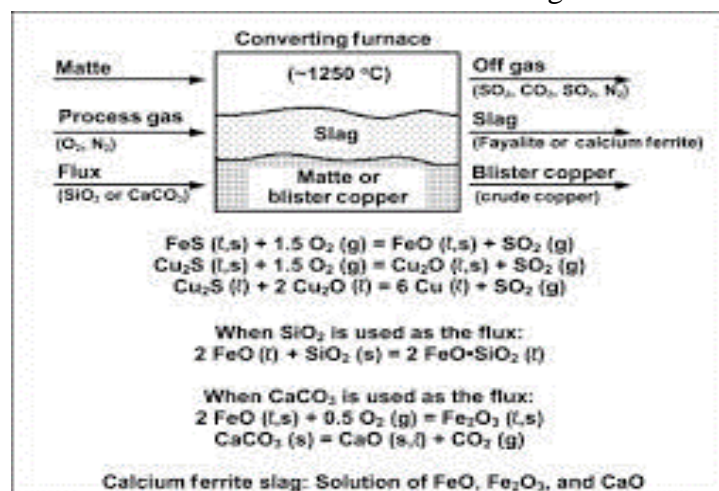 Converting furnace
Matte
(~1250 °C)
Off gas
(SO₂, CO₂, SO₂, N₂)
Process gas
(O₂, N₂)
Slag
Slag
(Fayalite or calcium ferrite)
Flux
(SiO₂ or CaCO₃)
Matte or
blister copper
Blister copper
(crude copper)
FeS (ℓ,s) + 1.5 O₂ (g) = FeO (ℓ,s) + SO₂ (g)
Cu₂S (ℓ,s) + 1.5 O₂ (g) = Cu₂O (ℓ,s) + SO₂ (g)
Cu₂S (ℓ) + 2 Cu₂O (ℓ) = 6 Cu (ℓ) + SO₂ (g)
When SiO₂ is used as the flux:
2 FeO (ℓ) + SiO₂ (s) = 2 FeO•SiO₂ (ℓ)
When CaCO₃ is used as the flux:
2 FeO (ℓ,s) + 0.5 O₂ (g) = Fe₂O₃ (ℓ,s)
CaCO₃ (s) = CaO (s,ℓ) + CO₂ (g)
Calcium ferrite slag: Solution of FeO, Fe₂O₃, and CaO